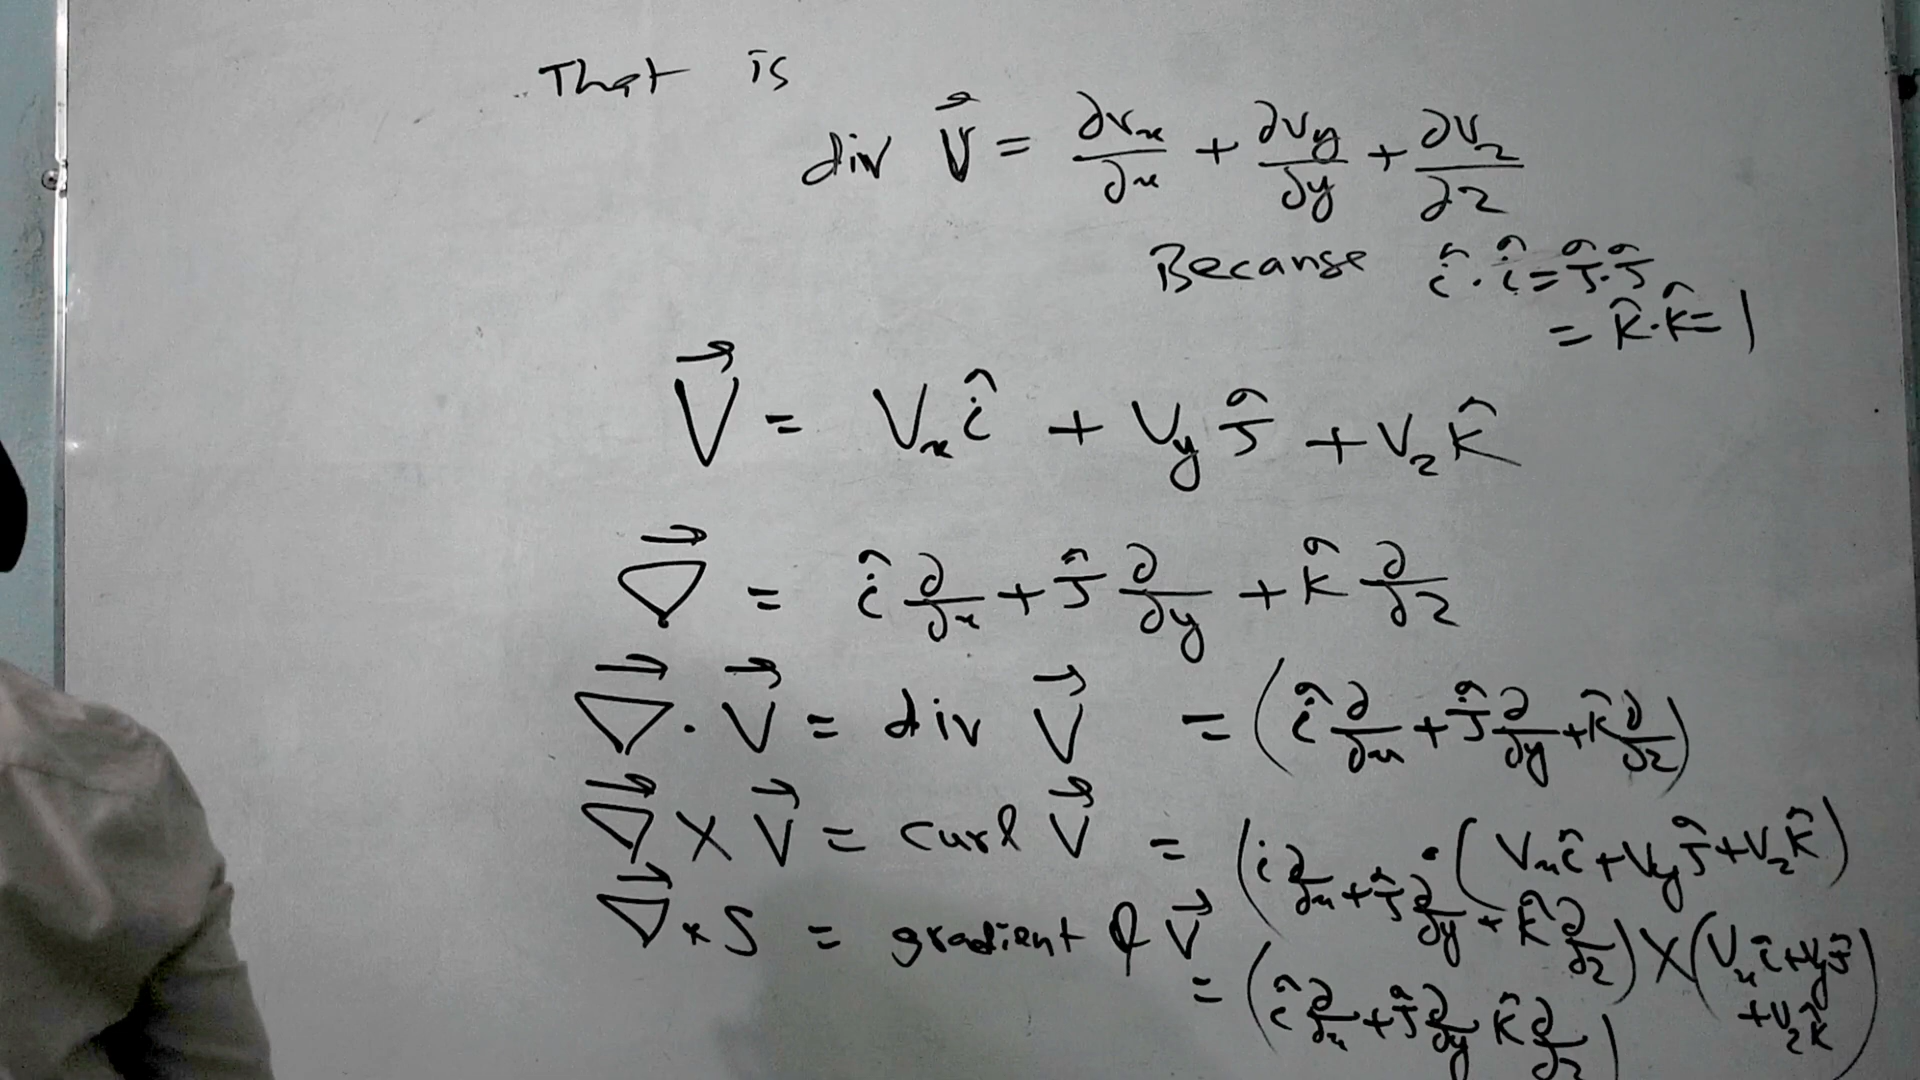 That is
div V⃗ = ∂Vx/∂x + ∂Vy/∂y + ∂Vz/∂z
Because î·î = ĵ·ĵ
= k̂·k̂ = 1
V⃗ = Vx î + Vy ĵ + Vz k̂
∇⃗ = î ∂/∂x + ĵ ∂/∂y + k̂ ∂/∂z
∇⃗ · V⃗ = div V⃗ = (î ∂/∂x + ĵ ∂/∂y + k̂ ∂/∂z)
· (Vx î + Vy ĵ + Vz k̂)
∇⃗ × V⃗ = curl V⃗ = (i ∂/∂x + ĵ ∂/∂y + k̂ ∂/∂z) × (Vx î + Vy ĵ
+ Vz k̂)
∇⃗ × S = gradient of V⃗
= (î ∂/∂x + ĵ ∂/∂y k̂ ∂/∂z)